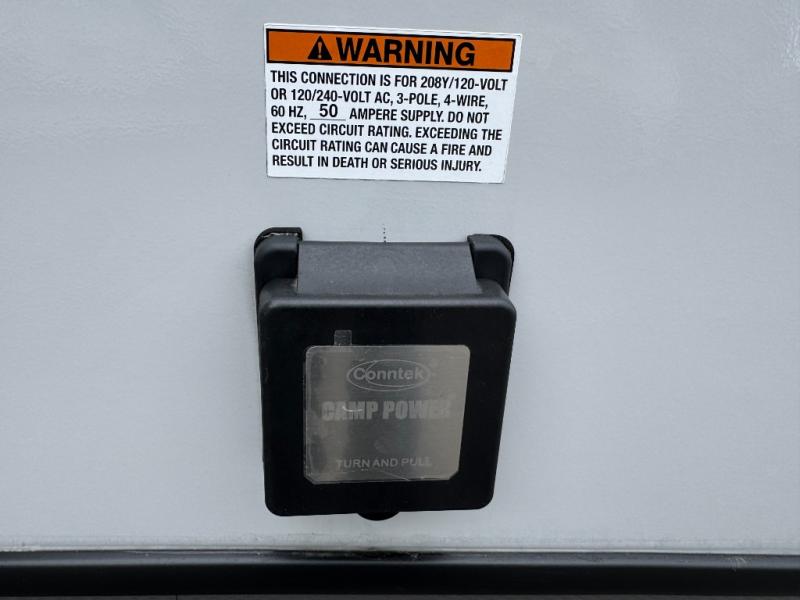 WARNING
THIS CONNECTION IS FOR 208Y/120-VOLT
OR 120/240-VOLT AC, 3-POLE, 4-WIRE,
60 HZ, 50 AMPERE SUPPLY. DO NOT
EXCEED CIRCUIT RATING. EXCEEDING THE
CIRCUIT RATING CAN CAUSE A FIRE AND
RESULT IN DEATH OR SERIOUS INJURY.
Conntek®
CAMP POWER
TURN AND PULL